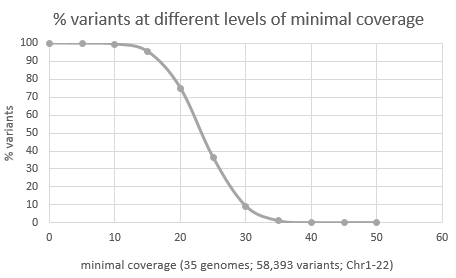 % variants at different levels of minimal coverage
100
90
80
70
60
50
40
30
20
10
0
% variants
0 10 20 30 40 50 60
minimal coverage (35 genomes; 58,393 variants; Chr1-22)